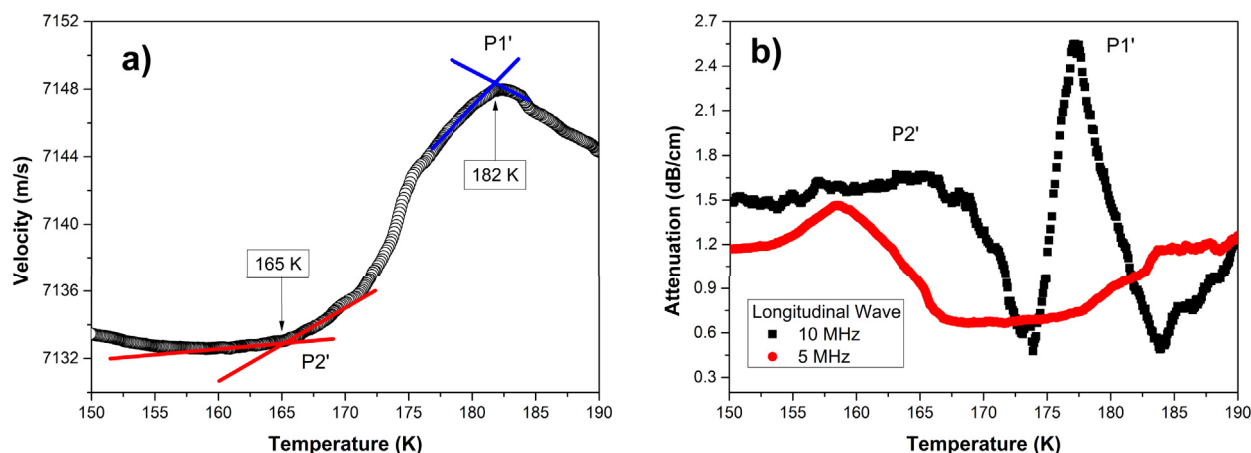 a)
P1'
182 K
165 K
P2'
Velocity (m/s)
7152
7148
7144
7140
7136
7132
150 155 160 165 170 175 180 185 190
Temperature (K)
b)
P1'
P2'
Attenuation (dB/cm)
2.7
2.4
2.1
1.8
1.5
1.2
0.9
0.6
0.3
Longitudinal Wave
10 MHz
5 MHz
150 155 160 165 170 175 180 185 190
Temperature (K)